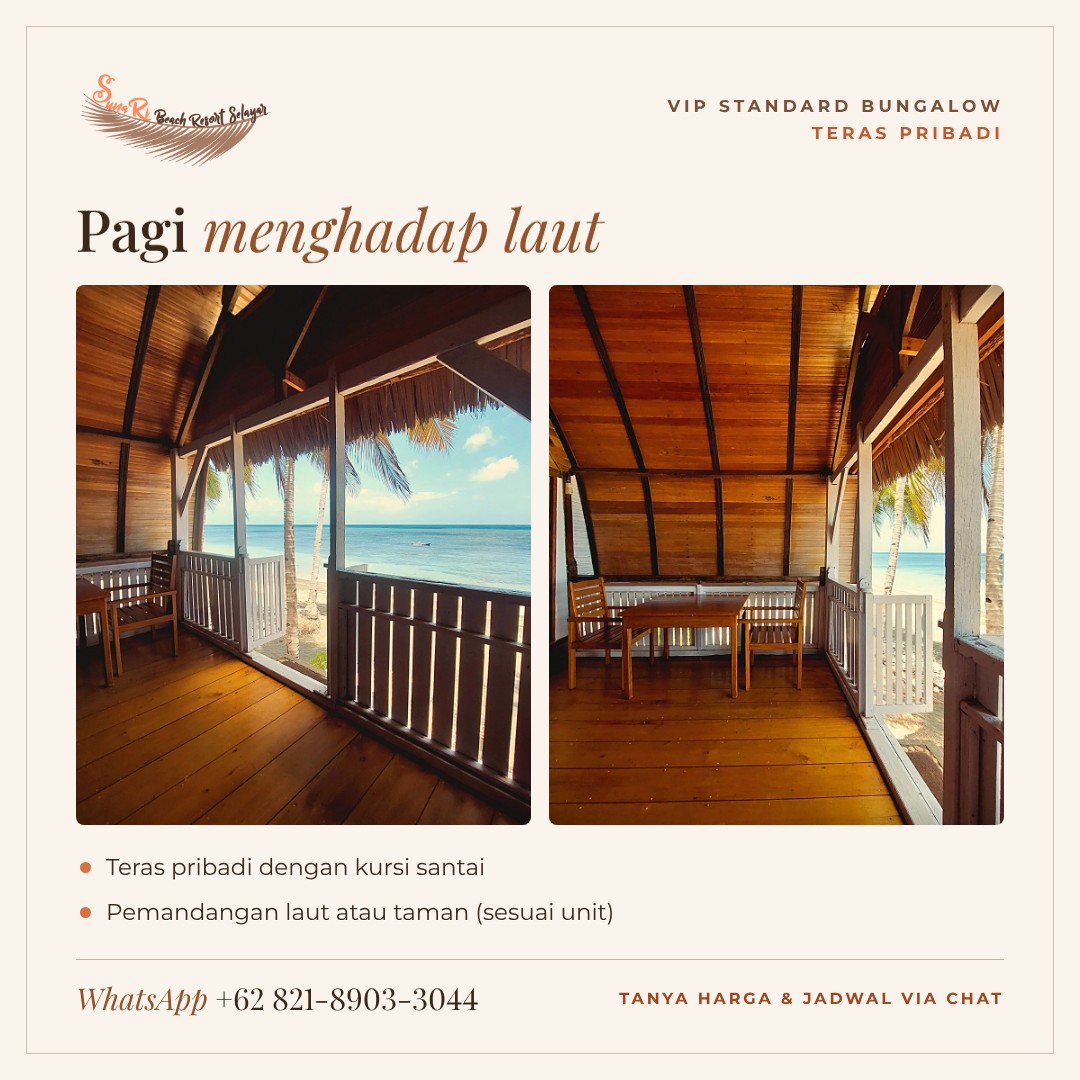 SunaRi Beach Resort Selayar
VIP STANDARD BUNGALOW
TERAS PRIBADI
Pagi menghadap laut
Teras pribadi dengan kursi santai
Pemandangan laut atau taman (sesuai unit)
WhatsApp +62 821-8903-3044
TANYA HARGA & JADWAL VIA CHAT